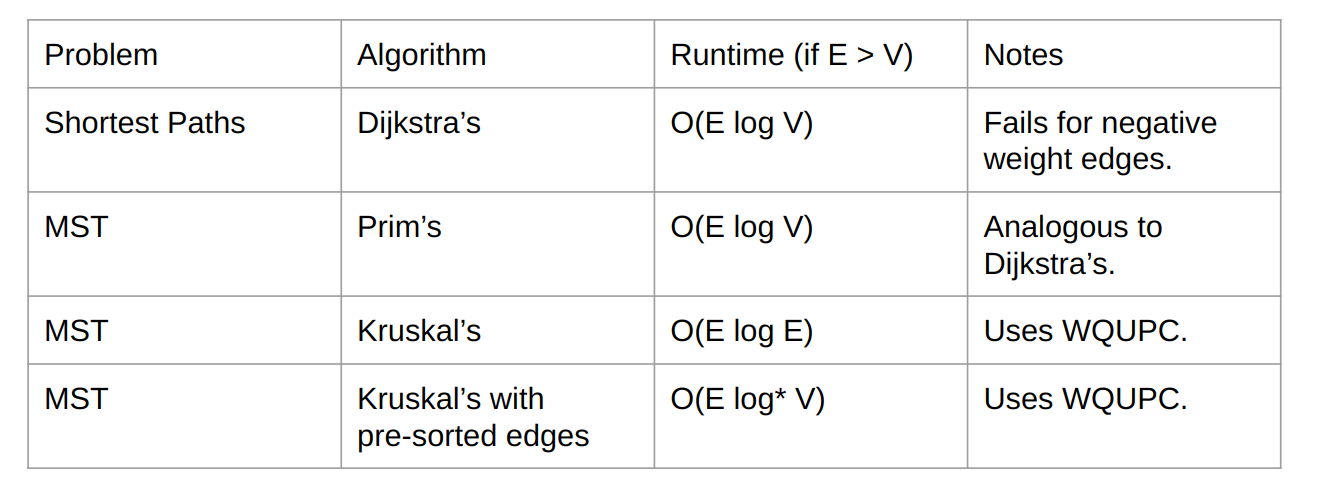 Problem Algorithm Runtime (if E > V) Notes
Shortest Paths Dijkstra’s O(E log V) Fails for negative
weight edges.
MST Prim’s O(E log V) Analogous to
Dijkstra’s.
MST Kruskal’s O(E log E) Uses WQUPC.
MST Kruskal’s with O(E log* V) Uses WQUPC.
pre-sorted edges